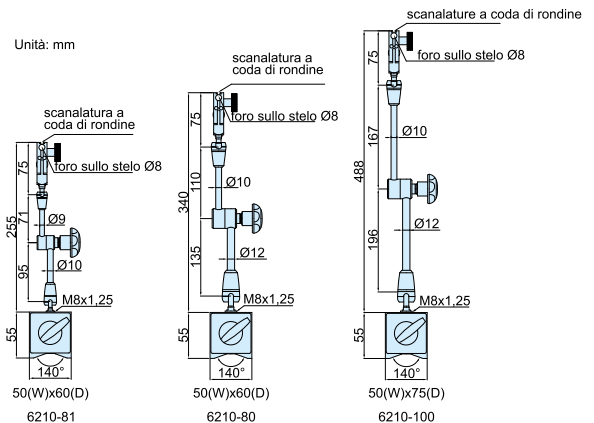 Unità: mm
scanalatura a
coda di rondine
foro sullo stelo Ø8
75
71
255
95
55
Ø9
Ø10
M8x1,25
140°
50(W)x60(D)
6210-81
scanalatura a
coda di rondine
foro sullo stelo Ø8
75
110
340
135
55
Ø10
Ø12
M8x1,25
140°
50(W)x60(D)
6210-80
scanalature a coda di rondine
foro sullo stelo Ø8
75
167
488
196
55
Ø10
Ø12
M8x1,25
140°
50(W)x75(D)
6210-100